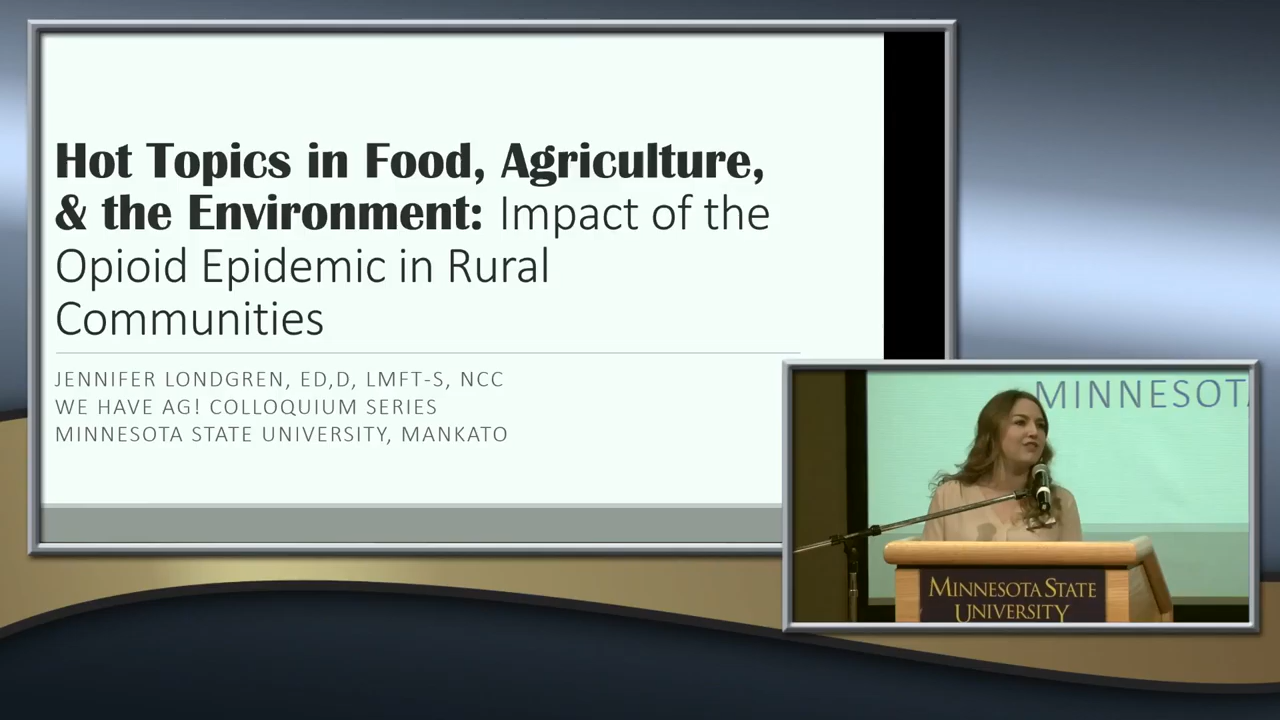 Hot Topics in Food, Agriculture,
& the Environment: Impact of the
Opioid Epidemic in Rural
Communities
JENNIFER LONDGREN, ED,D, LMFT-S, NCC
WE HAVE AG! COLLOQUIUM SERIES
MINNESOTA STATE UNIVERSITY, MANKATO
MINNESOTA
MINNESOTA STATE
UNIVERSITY